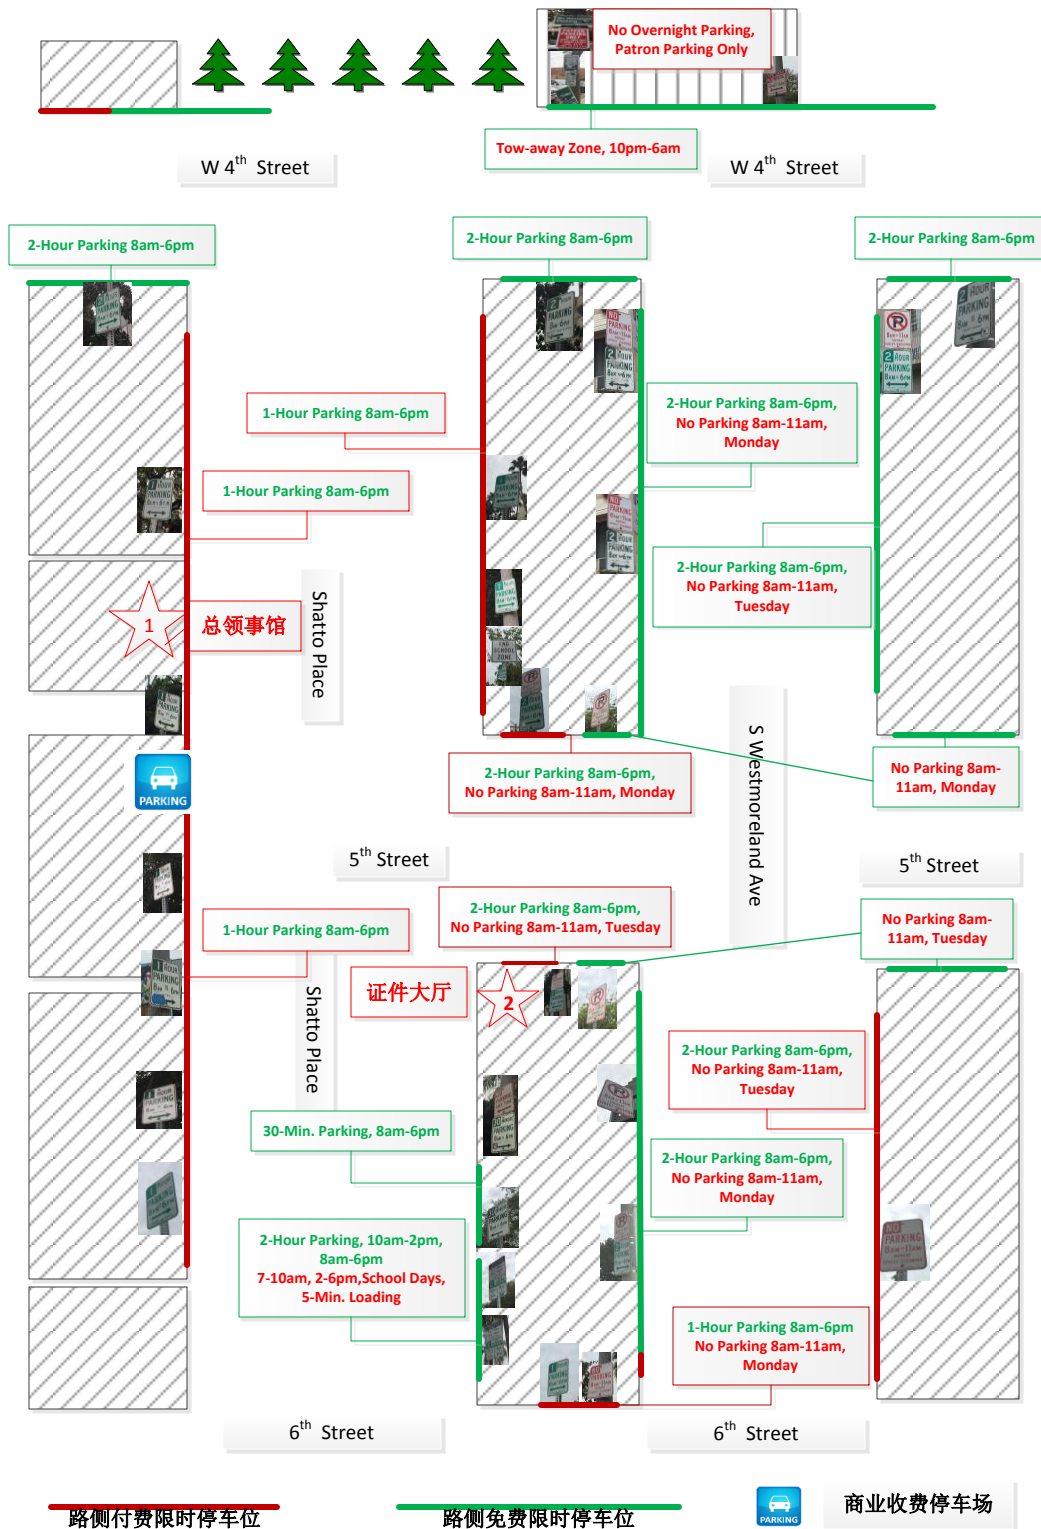 No Overnight Parking,
Patron Parking Only
Tow-away Zone, 10pm-6am
W 4th Street
W 4th Street
2-Hour Parking 8am-6pm
2-Hour Parking 8am-6pm
2-Hour Parking 8am-6pm
1-Hour Parking 8am-6pm
2-Hour Parking 8am-6pm,
No Parking 8am-11am,
Monday
1-Hour Parking 8am-6pm
2-Hour Parking 8am-6pm,
No Parking 8am-11am,
Tuesday
1
总领事馆
Shatto Place
S Westmoreland Ave
2-Hour Parking 8am-6pm,
No Parking 8am-11am, Monday
No Parking 8am-
11am, Monday
PARKING
5th Street
5th Street
2-Hour Parking 8am-6pm,
No Parking 8am-11am, Tuesday
No Parking 8am-
11am, Tuesday
1-Hour Parking 8am-6pm
证件大厅
2
Shatto Place
2-Hour Parking 8am-6pm,
No Parking 8am-11am,
Tuesday
30-Min. Parking, 8am-6pm
2-Hour Parking 8am-6pm,
No Parking 8am-11am,
Monday
2-Hour Parking, 10am-2pm,
8am-6pm
7-10am, 2-6pm,School Days,
5-Min. Loading
1-Hour Parking 8am-6pm
No Parking 8am-11am,
Monday
6th Street
6th Street
路侧付费限时停车位
路侧免费限时停车位
PARKING
商业收费停车场